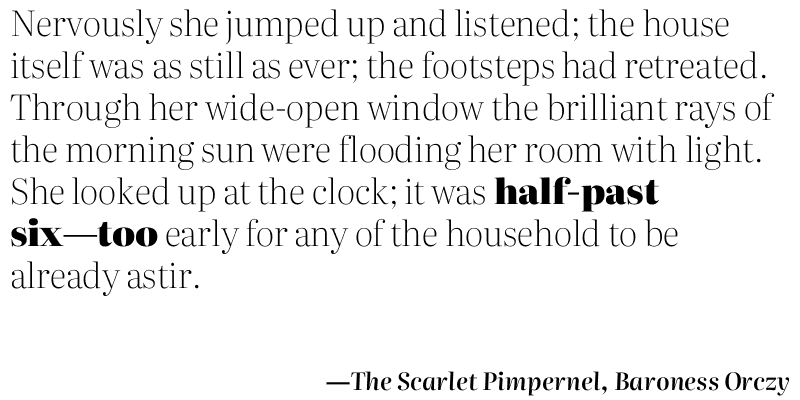 Nervously she jumped up and listened; the house
itself was as still as ever; the footsteps had retreated.
Through her wide-open window the brilliant rays of
the morning sun were flooding her room with light.
She looked up at the clock; it was half-past
six—too early for any of the household to be
already astir.
—The Scarlet Pimpernel, Baroness Orczy